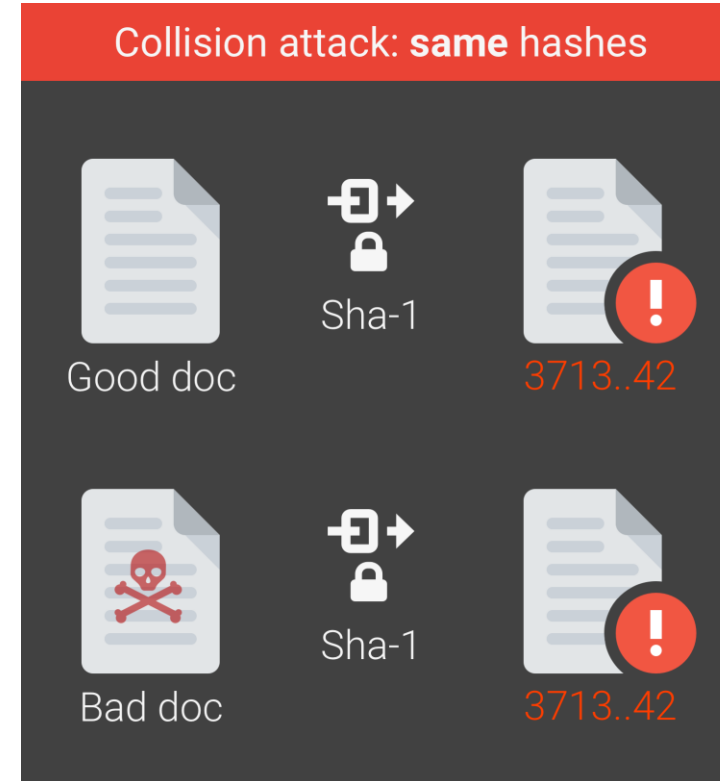 Collision attack: same hashes
Sha-1
Good doc
3713..42
Sha-1
Bad doc
3713..42